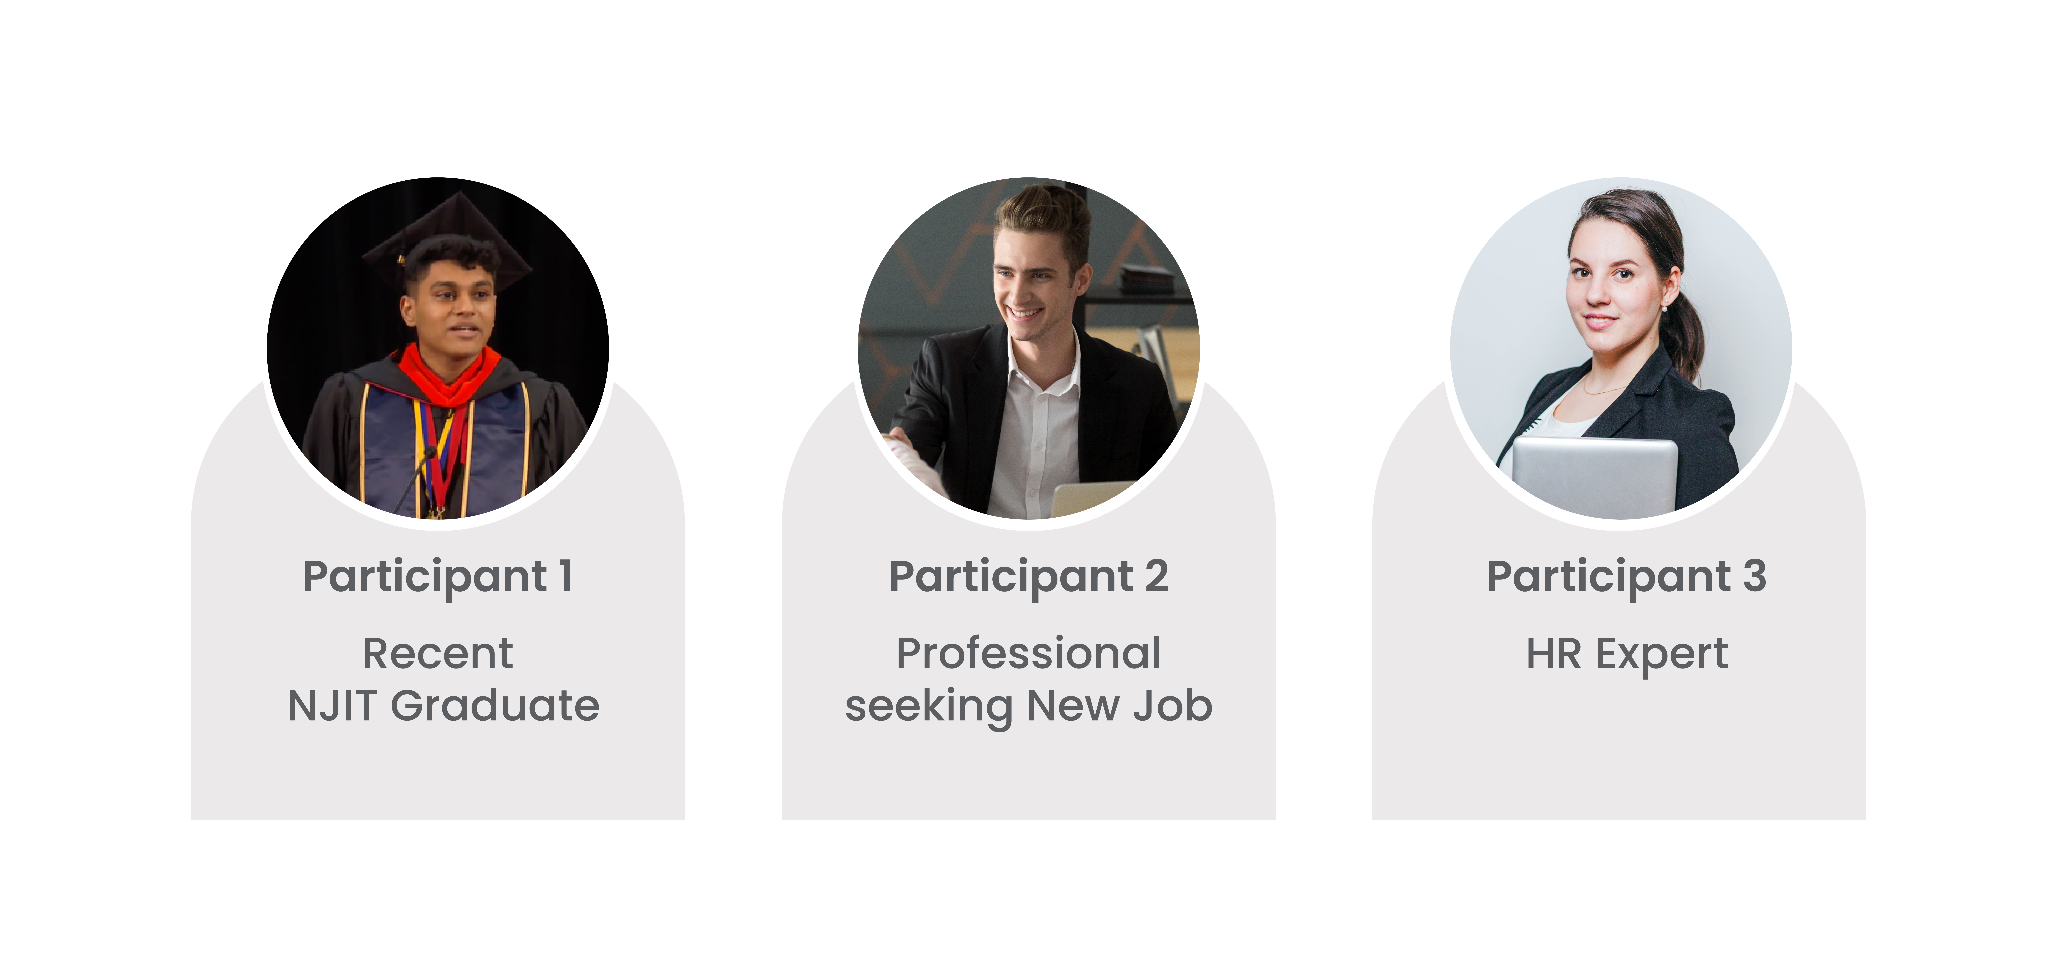 Participant 1
Recent
NJIT Graduate
Participant 2
Professional
seeking New Job
Participant 3
HR Expert